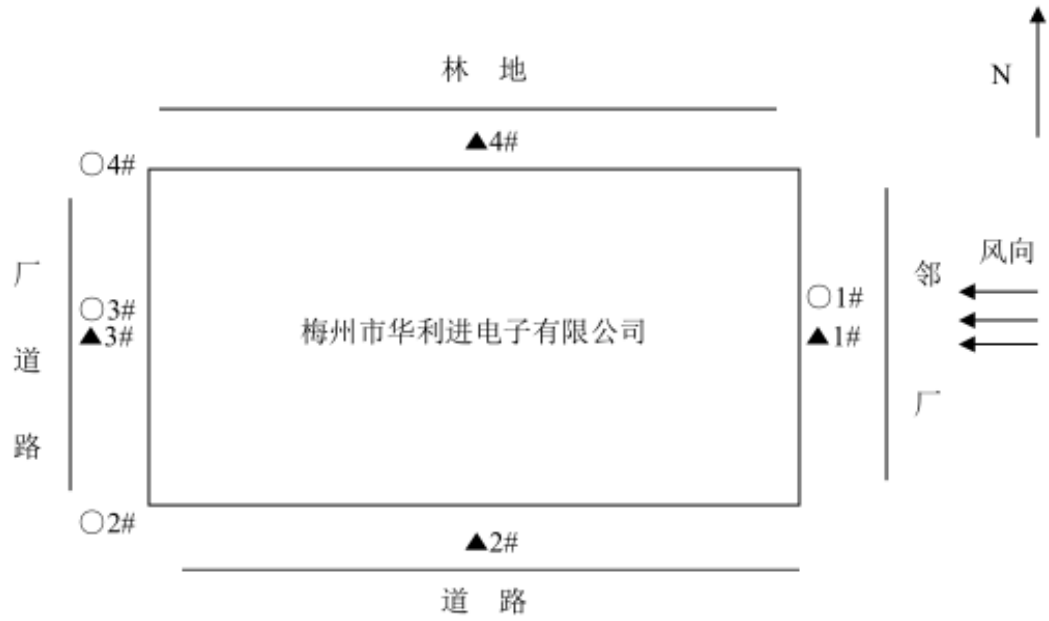 林 地
N
▲4#
○4#
厂
道
路
○3#
▲3#
梅州市华利进电子有限公司
○1#
▲1#
邻
厂
风向
○2#
▲2#
道 路